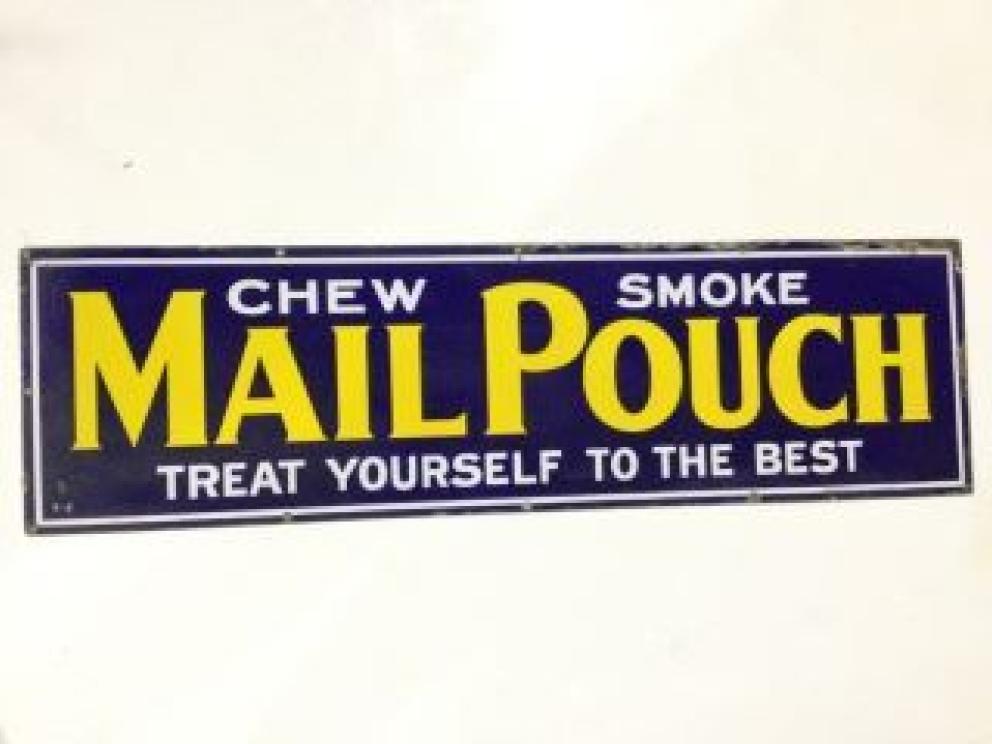 CHEW SMOKE
MAIL POUCH
TREAT YOURSELF TO THE BEST